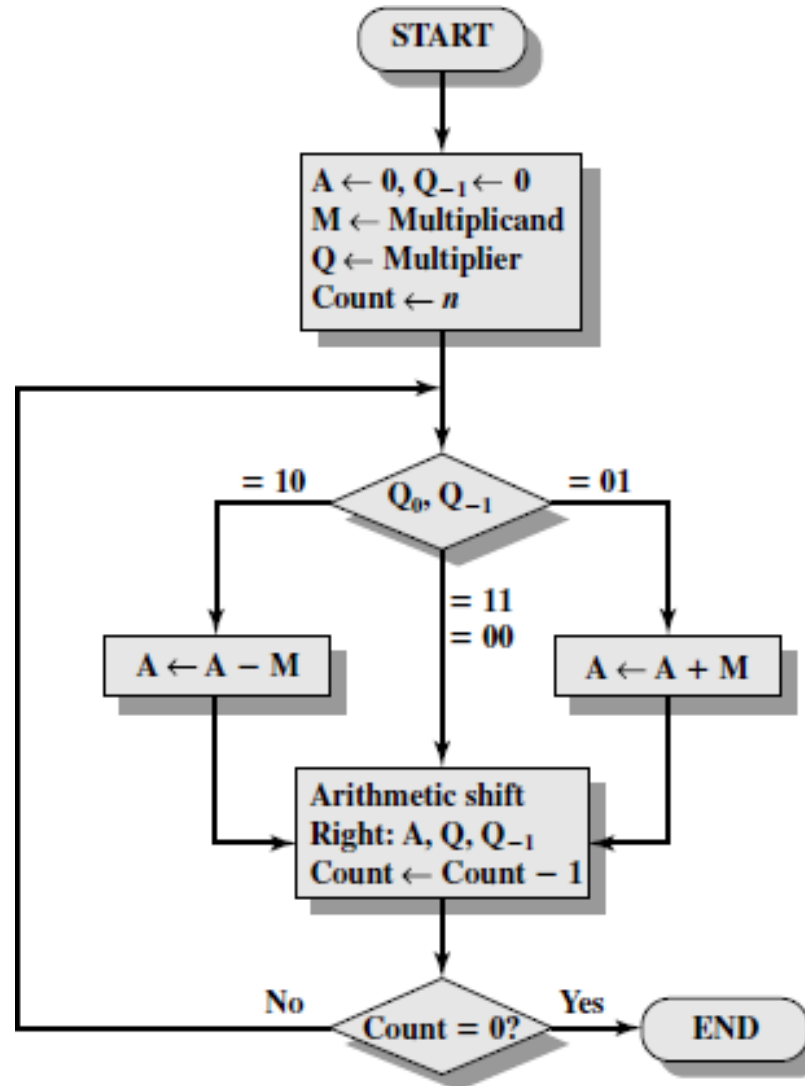 START
A ← 0, Q₋₁ ← 0
M ← Multiplicand
Q ← Multiplier
Count ← n
= 10
Q₀, Q₋₁
= 01
= 11
= 00
A ← A − M
A ← A + M
Arithmetic shift
Right: A, Q, Q₋₁
Count ← Count − 1
No
Count = 0?
Yes
END